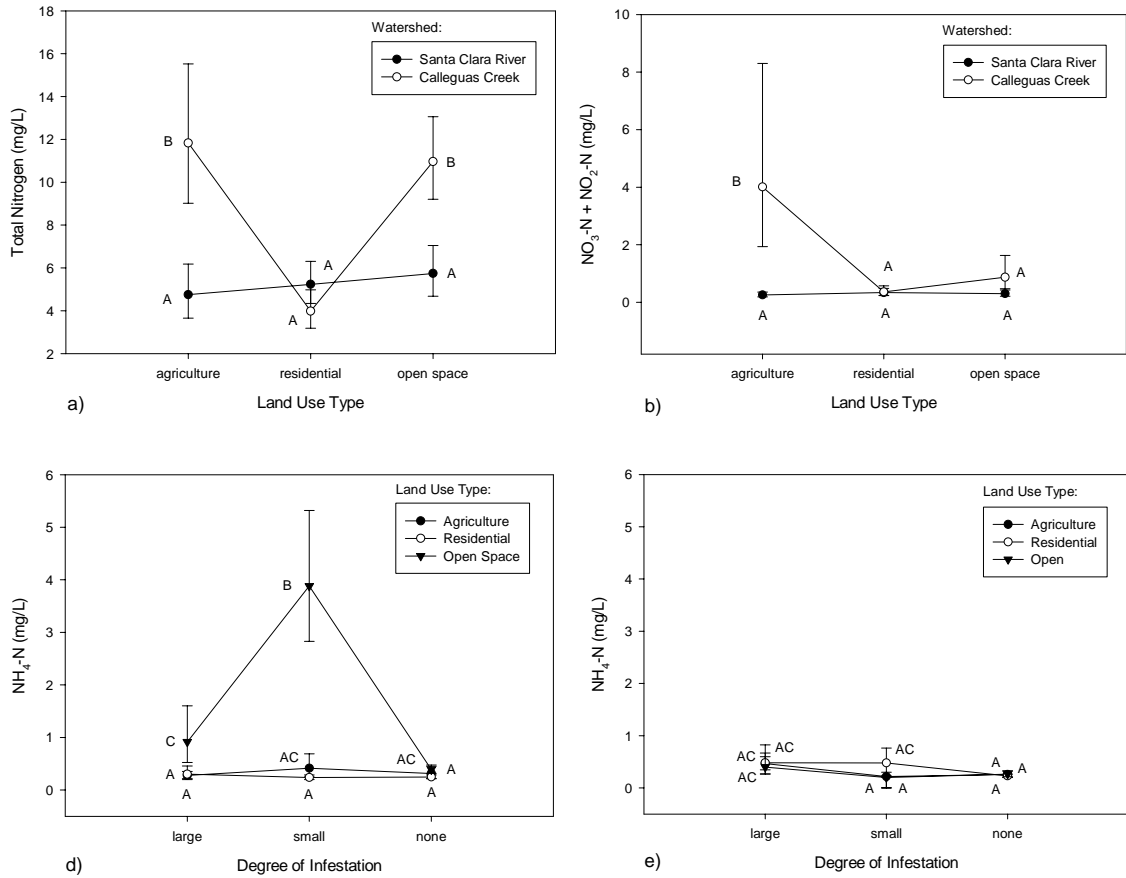 Watershed:
Santa Clara River
Calleguas Creek
Total Nitrogen (mg/L)
18
16
14
12
10
8
6
4
2
B
A
A
A
B
A
agriculture
residential
open space
Land Use Type
a)
Watershed:
Santa Clara River
Calleguas Creek
NO3-N + NO2-N (mg/L)
10
8
6
4
2
0
B
A
A
A
A
A
agriculture
residential
open space
Land Use Type
b)
Land Use Type:
Agriculture
Residential
Open Space
NH4-N (mg/L)
6
5
4
3
2
1
0
C
A
A
B
AC
A
AC
A
A
large
small
none
Degree of Infestation
d)
Land Use Type:
Agriculture
Residential
Open
NH4-N (mg/L)
6
5
4
3
2
1
0
AC
AC
AC
A
A
A
A
A
large
small
none
Degree of Infestation
e)